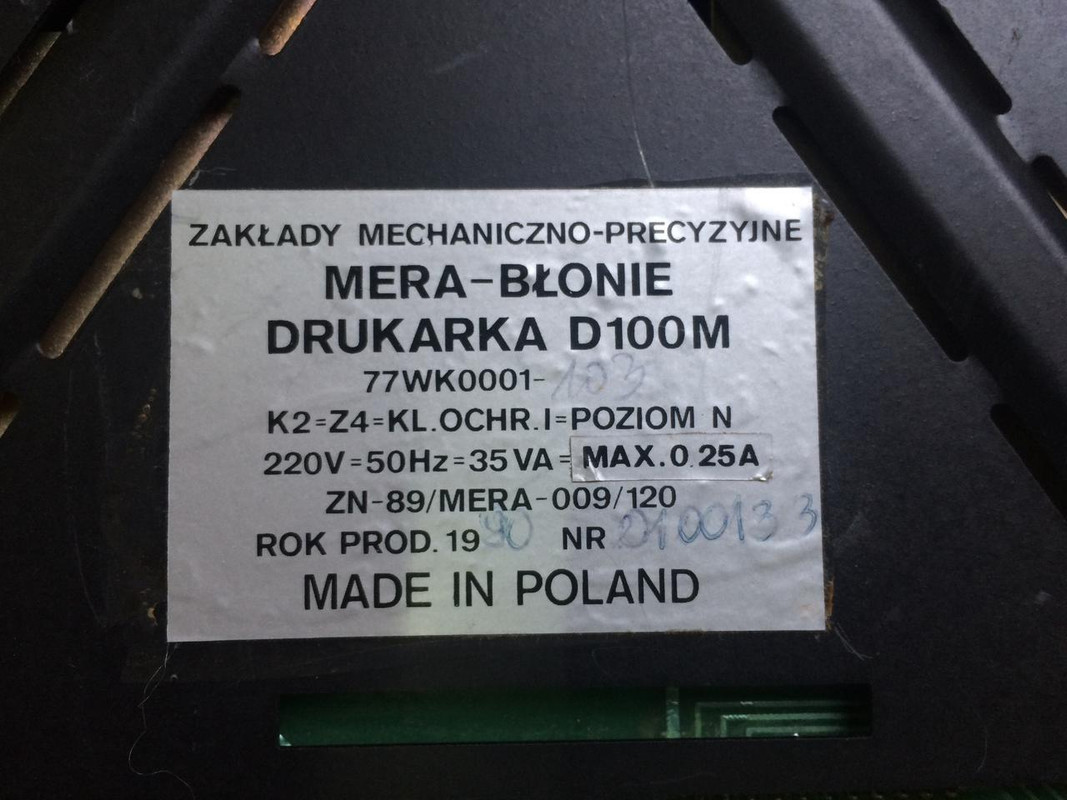 ZAKŁADY MECHANICZNO-PRECYZYJNE
MERA-BŁONIE
DRUKARKA D100M
77WK0001-103
K2=Z4=KL.OCHR.I=POZIOM N
220V=50Hz=35VA=MAX.0.25A
ZN-89/MERA-009/120
ROK PROD. 1990 NR
MADE IN POLAND